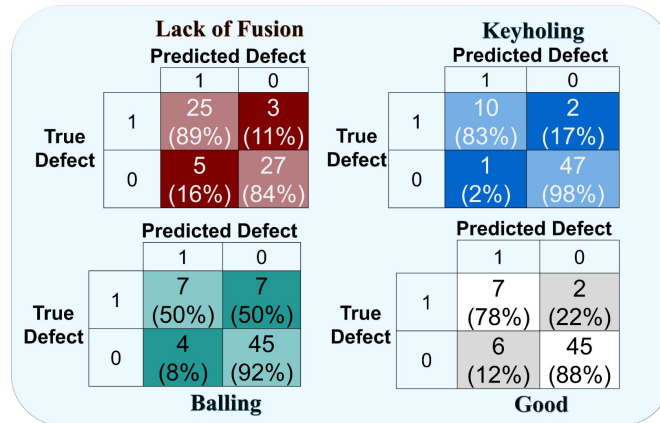 Lack of Fusion
Predicted Defect
1 0
True Defect
1
25 (89%)
3 (11%)
0
5 (16%)
27 (84%)
Keyholing
Predicted Defect
1 0
True Defect
1
10 (83%)
2 (17%)
0
1 (2%)
47 (98%)
Predicted Defect
1 0
True Defect
1
7 (50%)
7 (50%)
0
4 (8%)
45 (92%)
Balling
Predicted Defect
1 0
True Defect
1
7 (78%)
2 (22%)
0
6 (12%)
45 (88%)
Good